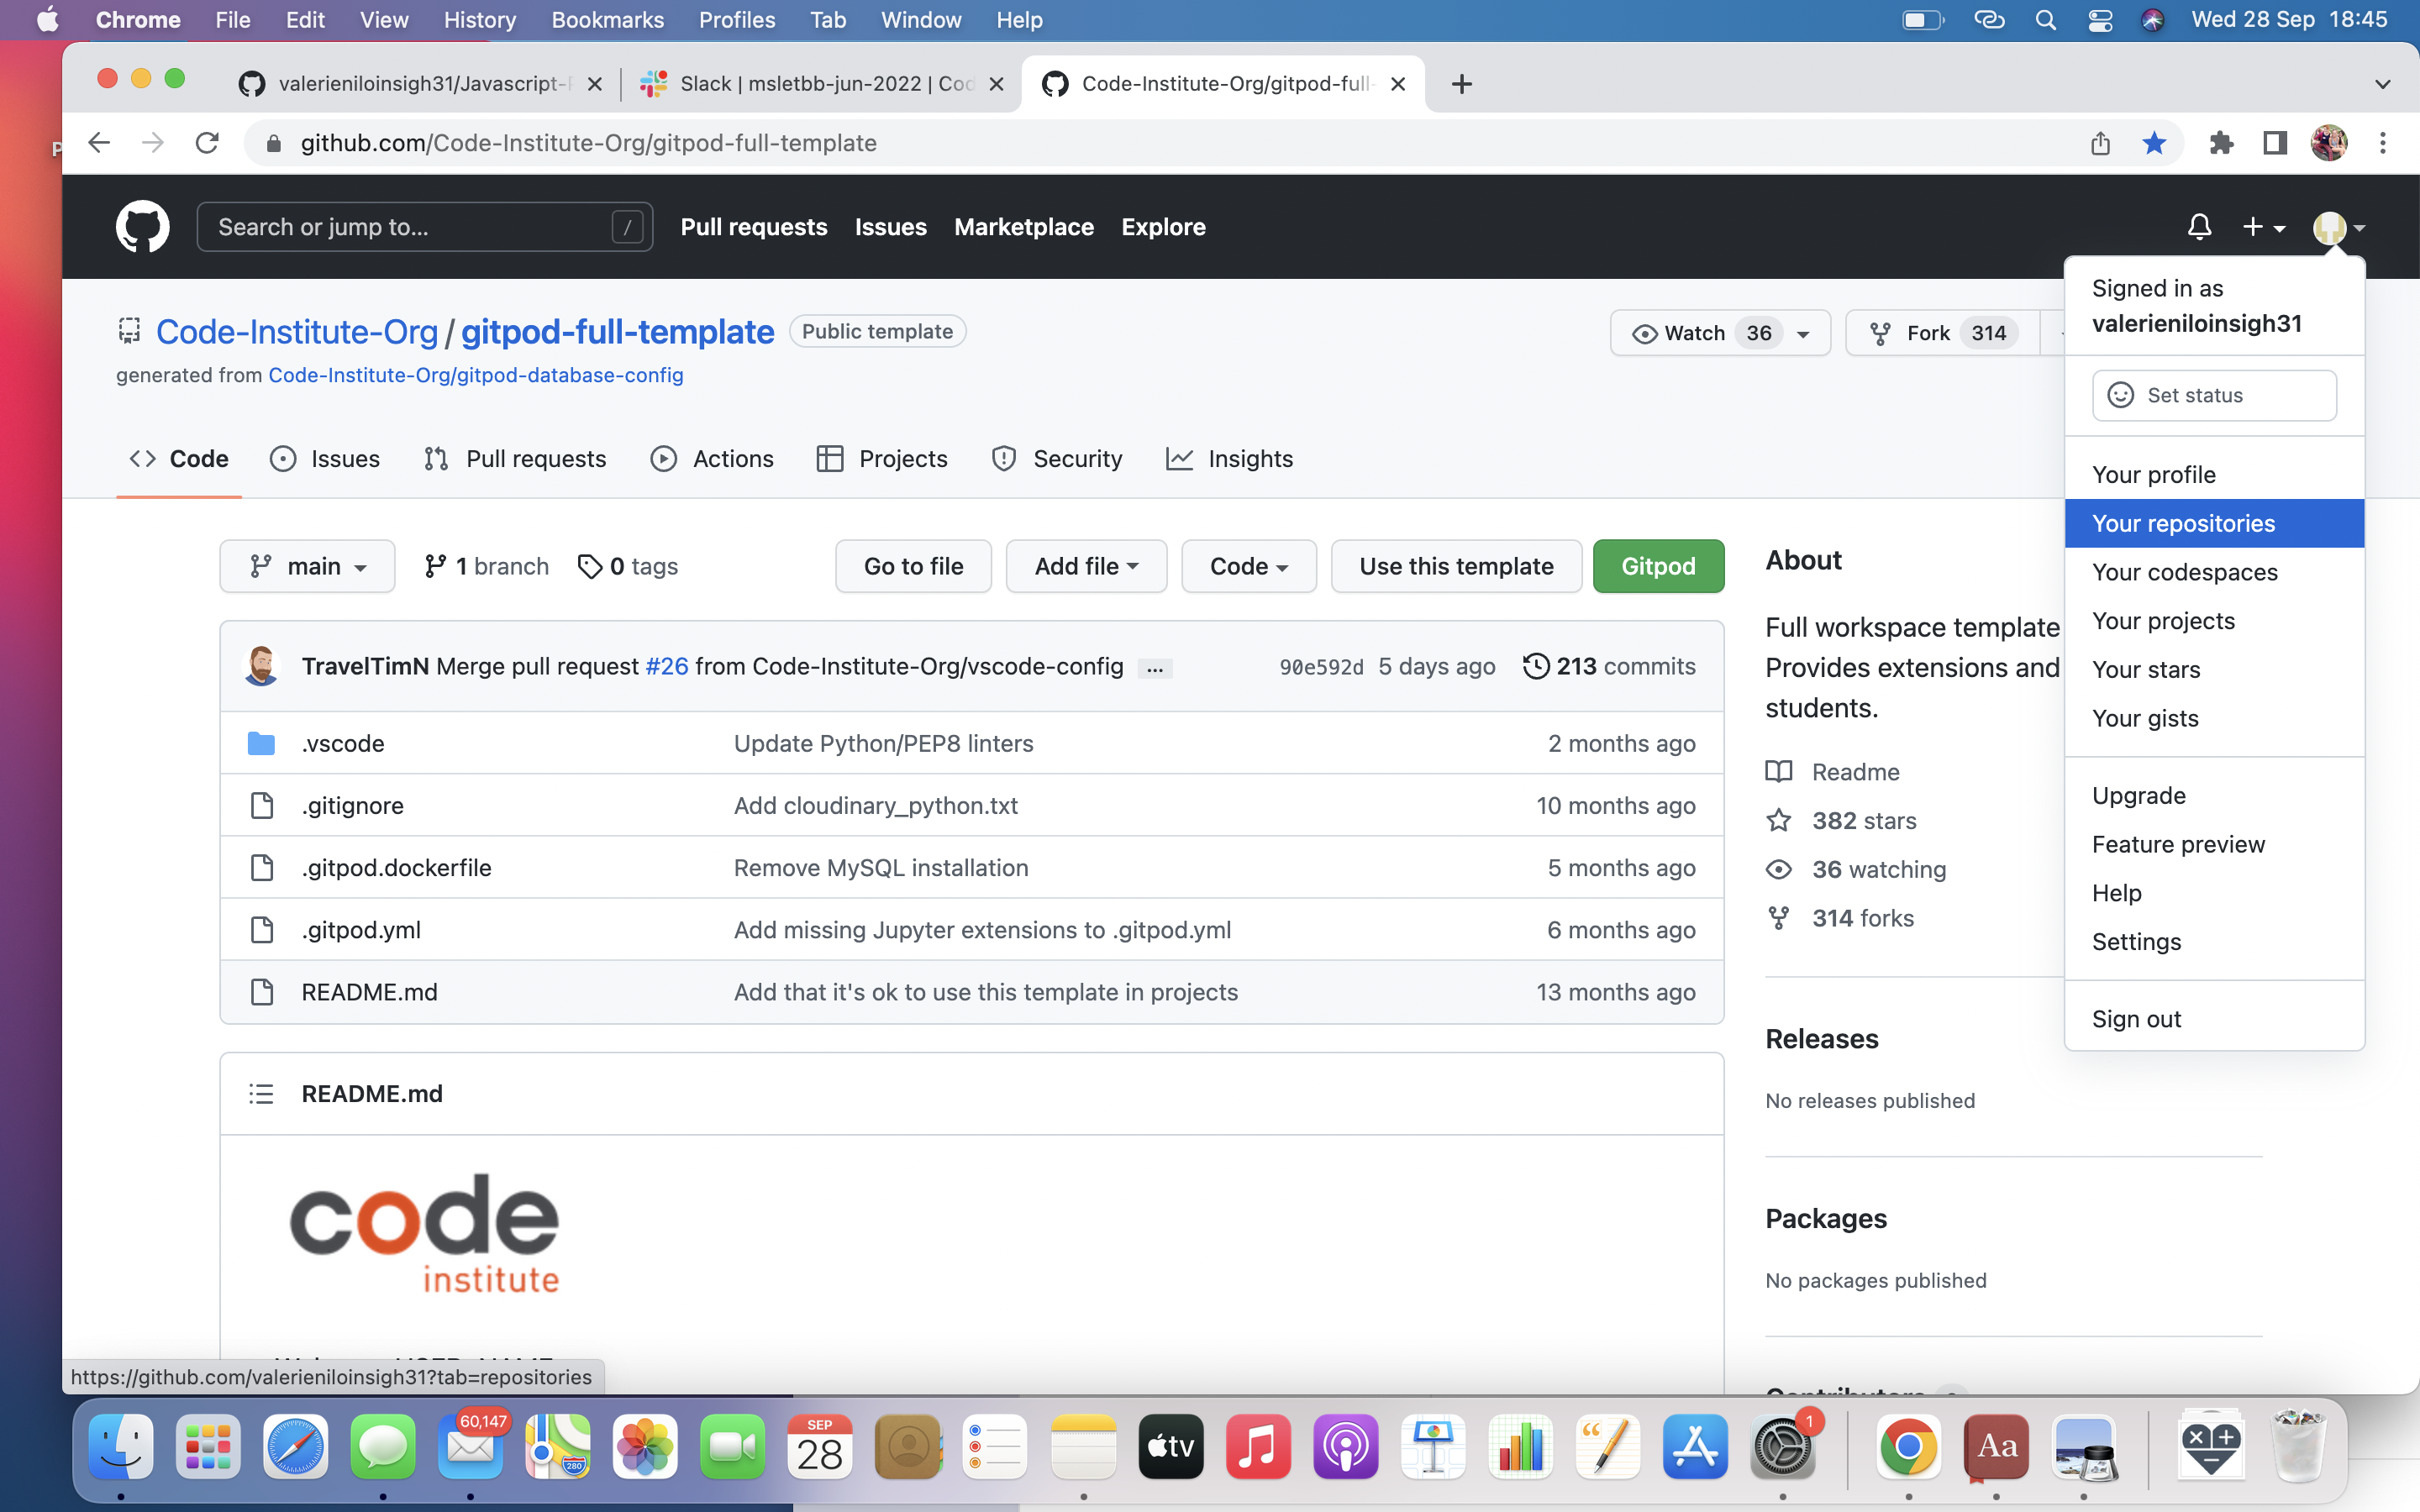 Chrome File Edit View History Bookmarks Profiles Tab Window Help Wed 28 Sep 18:45
valerieniloinsigh31/Javascript- Slack | msletbb-jun-2022 | Cod Code-Institute-Org/gitpod-full-
github.com/Code-Institute-Org/gitpod-full-template
Search or jump to... / Pull requests Issues Marketplace Explore
Signed in as
valerieniloinsigh31
Set status
Your profile
Your repositories
Your codespaces
Your projects
Your stars
Your gists
Upgrade
Feature preview
Help
Settings
Sign out
Code-Institute-Org / gitpod-full-template Public template Watch 36 Fork 314
generated from Code-Institute-Org/gitpod-database-config
Code Issues Pull requests Actions Projects Security Insights
main 1 branch 0 tags Go to file Add file Code Use this template Gitpod
TravelTimN Merge pull request #26 from Code-Institute-Org/vscode-config ... 90e592d 5 days ago 213 commits
.vscode Update Python/PEP8 linters 2 months ago
.gitignore Add cloudinary_python.txt 10 months ago
.gitpod.dockerfile Remove MySQL installation 5 months ago
.gitpod.yml Add missing Jupyter extensions to .gitpod.yml 6 months ago
README.md Add that it's ok to use this template in projects 13 months ago
README.md
code
institute
About
Full workspace template
Provides extensions and
students.
Readme
382 stars
36 watching
314 forks
Releases
No releases published
Packages
No packages published
https://github.com/valerieniloinsigh31?tab=repositories
60,147
280
SEP
28
tv
1
Aa